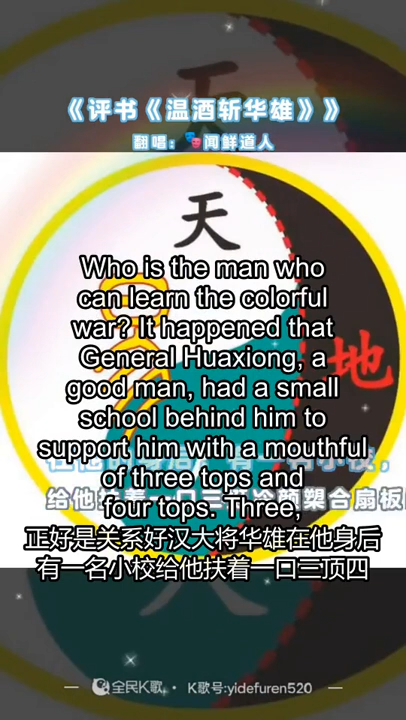 《评书《温酒斩华雄》》
翻唱：闻鲜道人
天
地
Who is the man who
can learn the colorful
war? It happened that
General Huaxiong, a
good man, had a small
school behind him to
support him with a mouthful
of three tops and
four tops. Three,
正好是关系好汉大将华雄在他身后
有一名小校给他扶着一口三顶四
全民K歌 · K歌号:yidefuren520